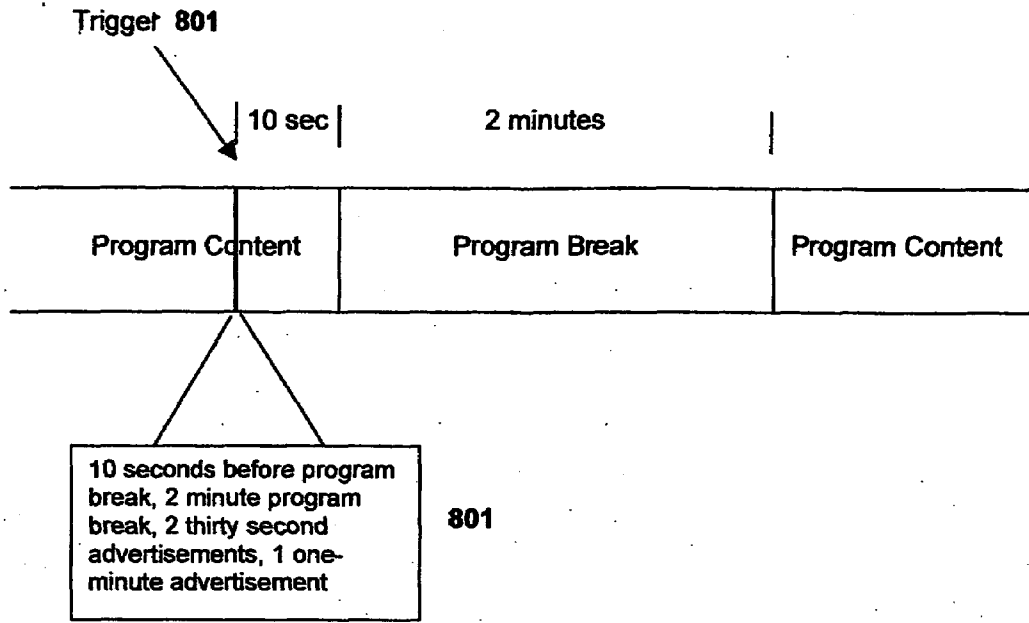 Trigger 801
10 sec
2 minutes
Program Content
Program Break
Program Content
10 seconds before program
break, 2 minute program
break, 2 thirty second
advertisements, 1 one-
minute advertisement
801